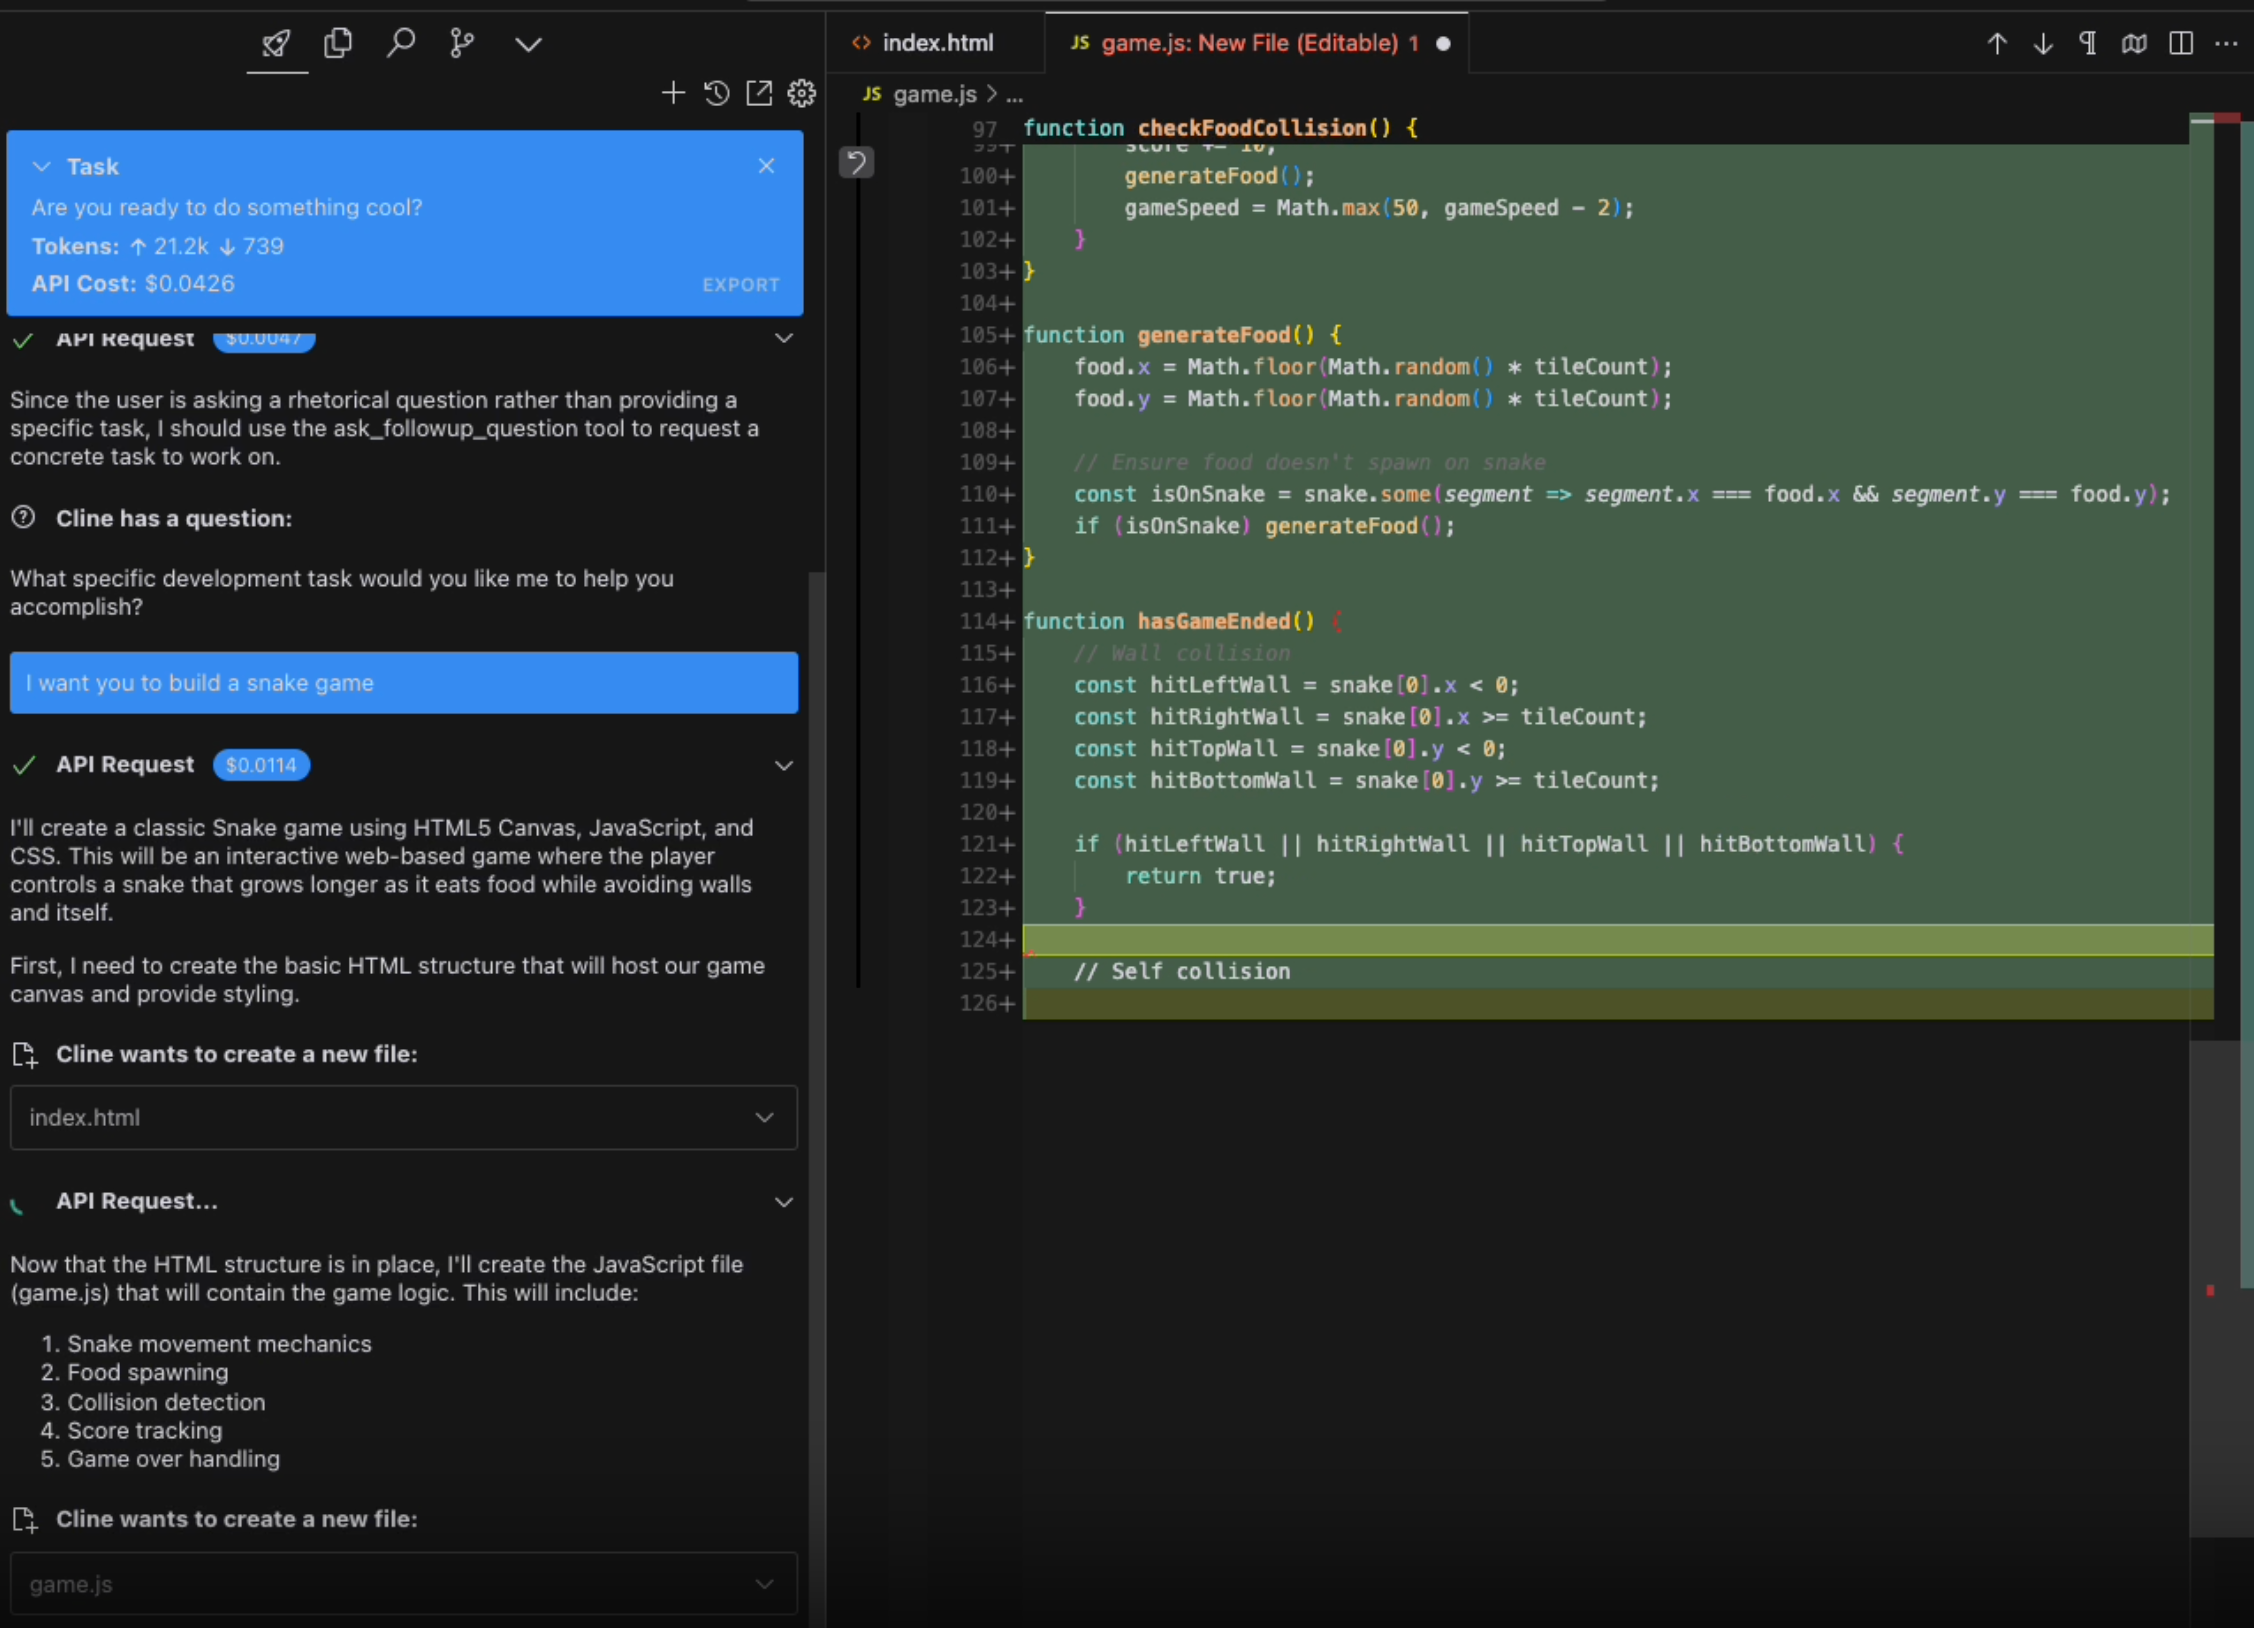 index.html
JS game.js: New File (Editable) 1
JS game.js > ...
Task
Are you ready to do something cool?
Tokens: ↑ 21.2k ↓ 739
API Cost: $0.0426
EXPORT
API Request $0.0047
Since the user is asking a rhetorical question rather than providing a
specific task, I should use the ask_followup_question tool to request a
concrete task to work on.
Cline has a question:
What specific development task would you like me to help you
accomplish?
I want you to build a snake game
API Request $0.0114
I'll create a classic Snake game using HTML5 Canvas, JavaScript, and
CSS. This will be an interactive web-based game where the player
controls a snake that grows longer as it eats food while avoiding walls
and itself.
First, I need to create the basic HTML structure that will host our game
canvas and provide styling.
Cline wants to create a new file:
index.html
API Request...
Now that the HTML structure is in place, I'll create the JavaScript file
(game.js) that will contain the game logic. This will include:
1. Snake movement mechanics
2. Food spawning
3. Collision detection
4. Score tracking
5. Game over handling
Cline wants to create a new file:
game.js
97 function checkFoodCollision() {
99+ score += 10;
100+ generateFood();
101+ gameSpeed = Math.max(50, gameSpeed - 2);
102+ }
103+ }
104+
105+ function generateFood() {
106+ food.x = Math.floor(Math.random() * tileCount);
107+ food.y = Math.floor(Math.random() * tileCount);
108+
109+ // Ensure food doesn't spawn on snake
110+ const isOnSnake = snake.some(segment => segment.x === food.x && segment.y === food.y);
111+ if (isOnSnake) generateFood();
112+ }
113+
114+ function hasGameEnded() {
115+ // Wall collision
116+ const hitLeftWall = snake[0].x < 0;
117+ const hitRightWall = snake[0].x >= tileCount;
118+ const hitTopWall = snake[0].y < 0;
119+ const hitBottomWall = snake[0].y >= tileCount;
120+
121+ if (hitLeftWall || hitRightWall || hitTopWall || hitBottomWall) {
122+ return true;
123+ }
124+
125+ // Self collision
126+